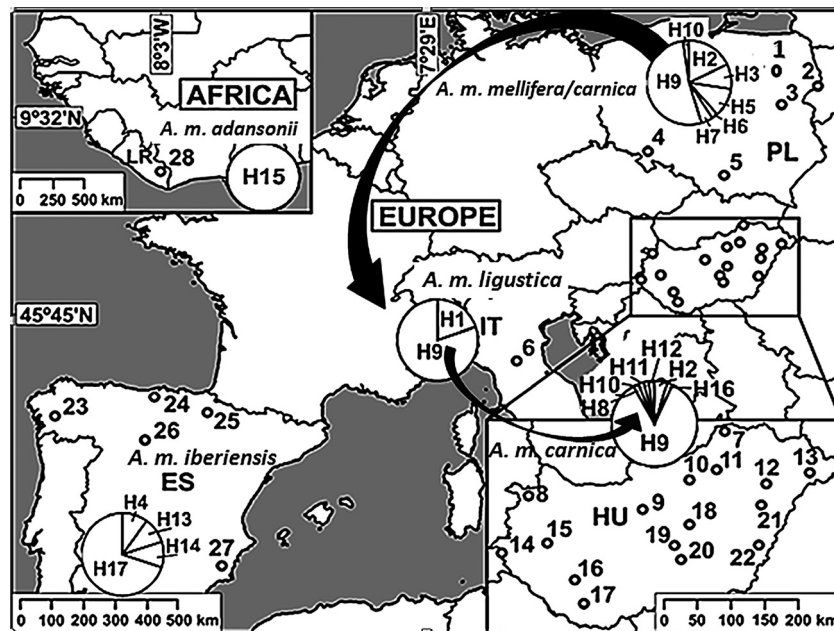 8°3'W
AFRICA
9°32'N
A. m. adansonii
LR
28
H15
0 250 500 km
7°29'E
H10
H2
H3
H9
H5
H6
H7
A. m. mellifera/carnica
1
2
3
4
5
PL
EUROPE
45°45'N
A. m. ligustica
H1
IT
H9
6
H12
H11
H2
H10
H16
H8
H9
A. m. carnica
23
24
25
26
A. m. iberiensis
ES
H4
H13
H14
H17
27
0 100 200 300 400 500 km
7
8
9
10
11
12
13
HU
14
15
16
17
18
19
20
21
22
0 50 100 150 200 km